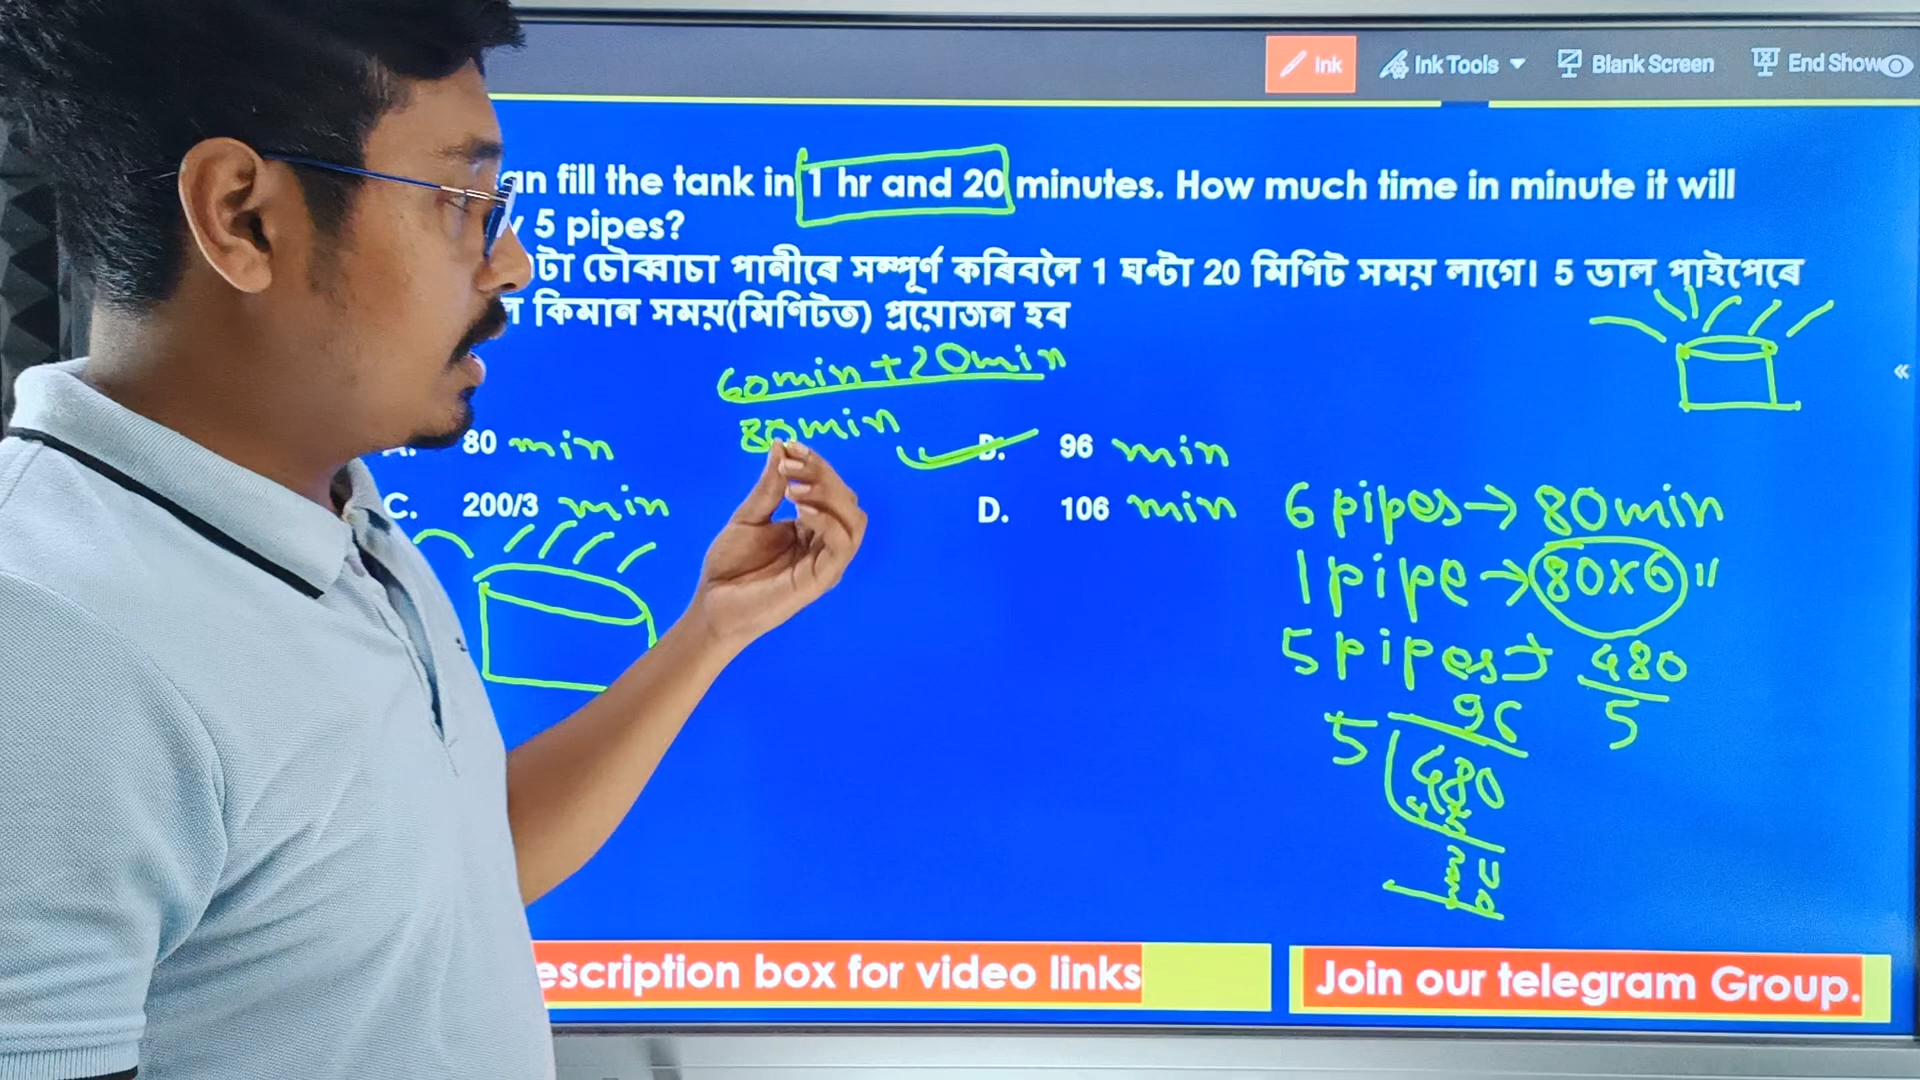 Ink Ink Tools Blank Screen End Show
an fill the tank in 1 hr and 20 minutes. How much time in minute it will
y 5 pipes?
টা চৌব্বাচা পানীৰে সম্পূৰ্ণ কৰিবলৈ 1 ঘণ্টা 20 মিণিট সময় লাগে। 5 ডাল পাইপেৰে
ল কিমান সময়(মিণিটত) প্ৰয়োজন হব
60min + 20min
80min
A. 80 min
B. 96 min
C. 200/3 min
D. 106 min
6 pipes → 80min
1 pipe → 80x6 "
5 pipes → 480
5
96
5 480
escription box for video links
Join our telegram Group.